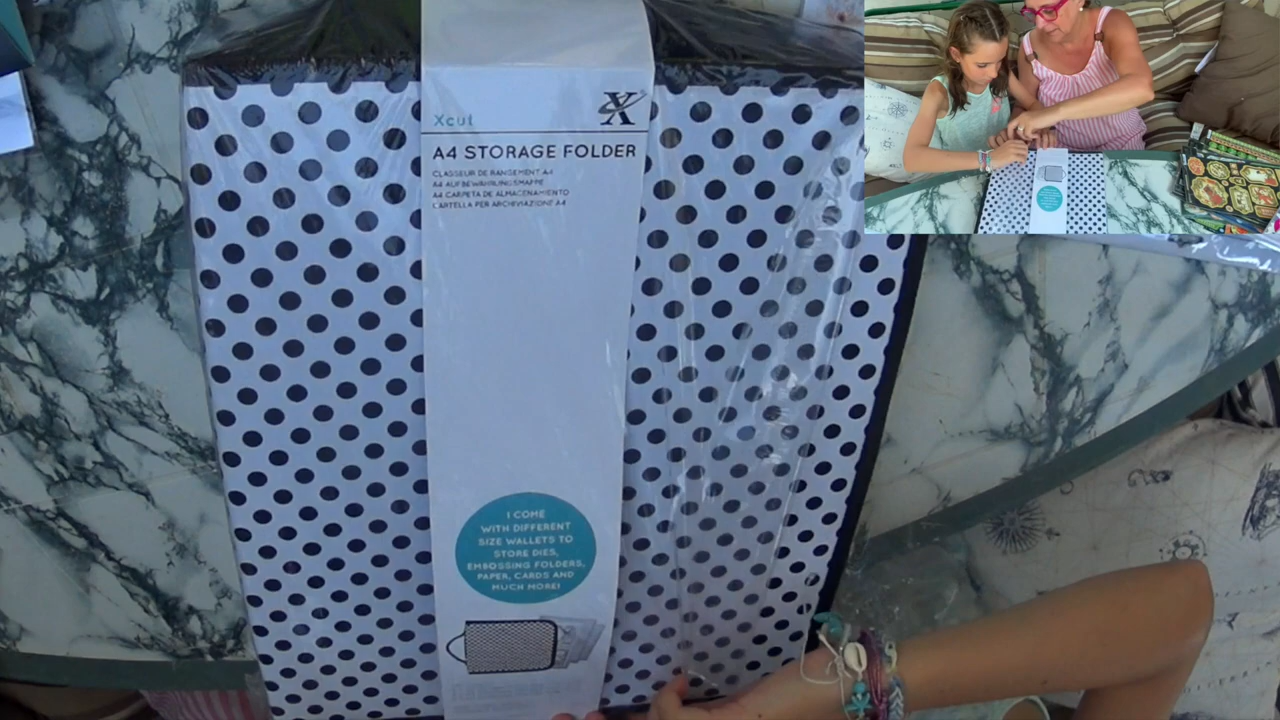 Xcut
X
A4 STORAGE FOLDER
CLASSEUR DE RANGEMENT A4
A4 AUFBEWAHRUNGSMAPPE
A4 CARPETA DE ALMACENAMIENTO
CARTELLA PER ARCHIVIAZIONE A4
I COME
WITH DIFFERENT
SIZE WALLETS TO
STORE DIES,
EMBOSSING FOLDERS,
PAPER, CARDS AND
MUCH MORE!